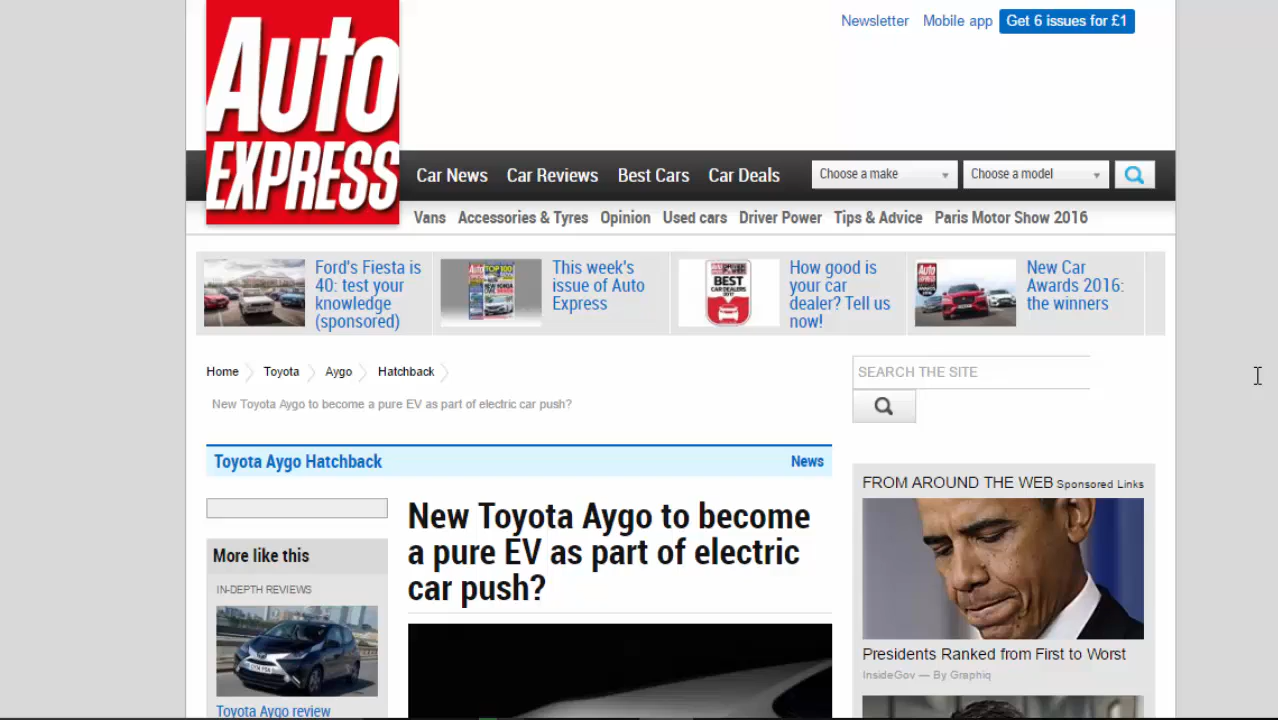 Newsletter Mobile app Get 6 issues for £1
Auto
EXPRESS
Car News Car Reviews Best Cars Car Deals Choose a make Choose a model
Vans Accessories & Tyres Opinion Used cars Driver Power Tips & Advice Paris Motor Show 2016
Ford's Fiesta is
40: test your
knowledge
(sponsored)
This week's
issue of Auto
Express
BEST
How good is
your car
dealer? Tell us
now!
New Car
Awards 2016:
the winners
Home Toyota Aygo Hatchback
New Toyota Aygo to become a pure EV as part of electric car push?
SEARCH THE SITE
Toyota Aygo Hatchback News
More like this
IN-DEPTH REVIEWS
Toyota Aygo review
New Toyota Aygo to become
a pure EV as part of electric
car push?
FROM AROUND THE WEB Sponsored Links
Presidents Ranked from First to Worst
InsideGov — By Graphiq